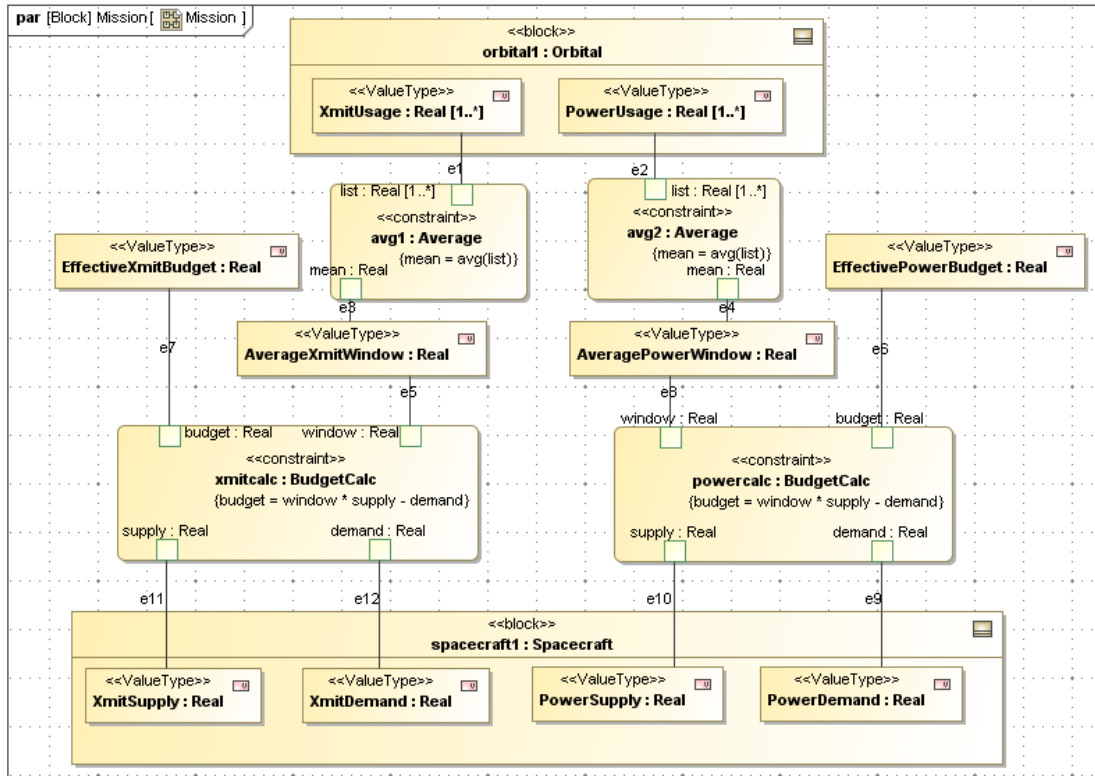 par [Block] Mission[ Mission ]
<<block>>
orbital1 : Orbital
<<ValueType>>
XmitUsage : Real [1..*]
<<ValueType>>
PowerUsage : Real [1..*]
e1
e2
list : Real [1..*]
<<constraint>>
avg1 : Average
{mean = avg(list)}
mean : Real
list : Real [1..*]
<<constraint>>
avg2 : Average
{mean = avg(list)}
mean : Real
<<ValueType>>
EffectiveXmitBudget : Real
<<ValueType>>
EffectivePowerBudget : Real
e3
e4
<<ValueType>>
AverageXmitWindow : Real
<<ValueType>>
AveragePowerWindow : Real
e7
e5
e8
e6
budget : Real
window : Real
<<constraint>>
xmitcalc : BudgetCalc
{budget = window * supply - demand}
supply : Real
demand : Real
window : Real
budget : Real
<<constraint>>
powercalc : BudgetCalc
{budget = window * supply - demand}
supply : Real
demand : Real
e11
e12
e10
e9
<<block>>
spacecraft1 : Spacecraft
<<ValueType>>
XmitSupply : Real
<<ValueType>>
XmitDemand : Real
<<ValueType>>
PowerSupply : Real
<<ValueType>>
PowerDemand : Real